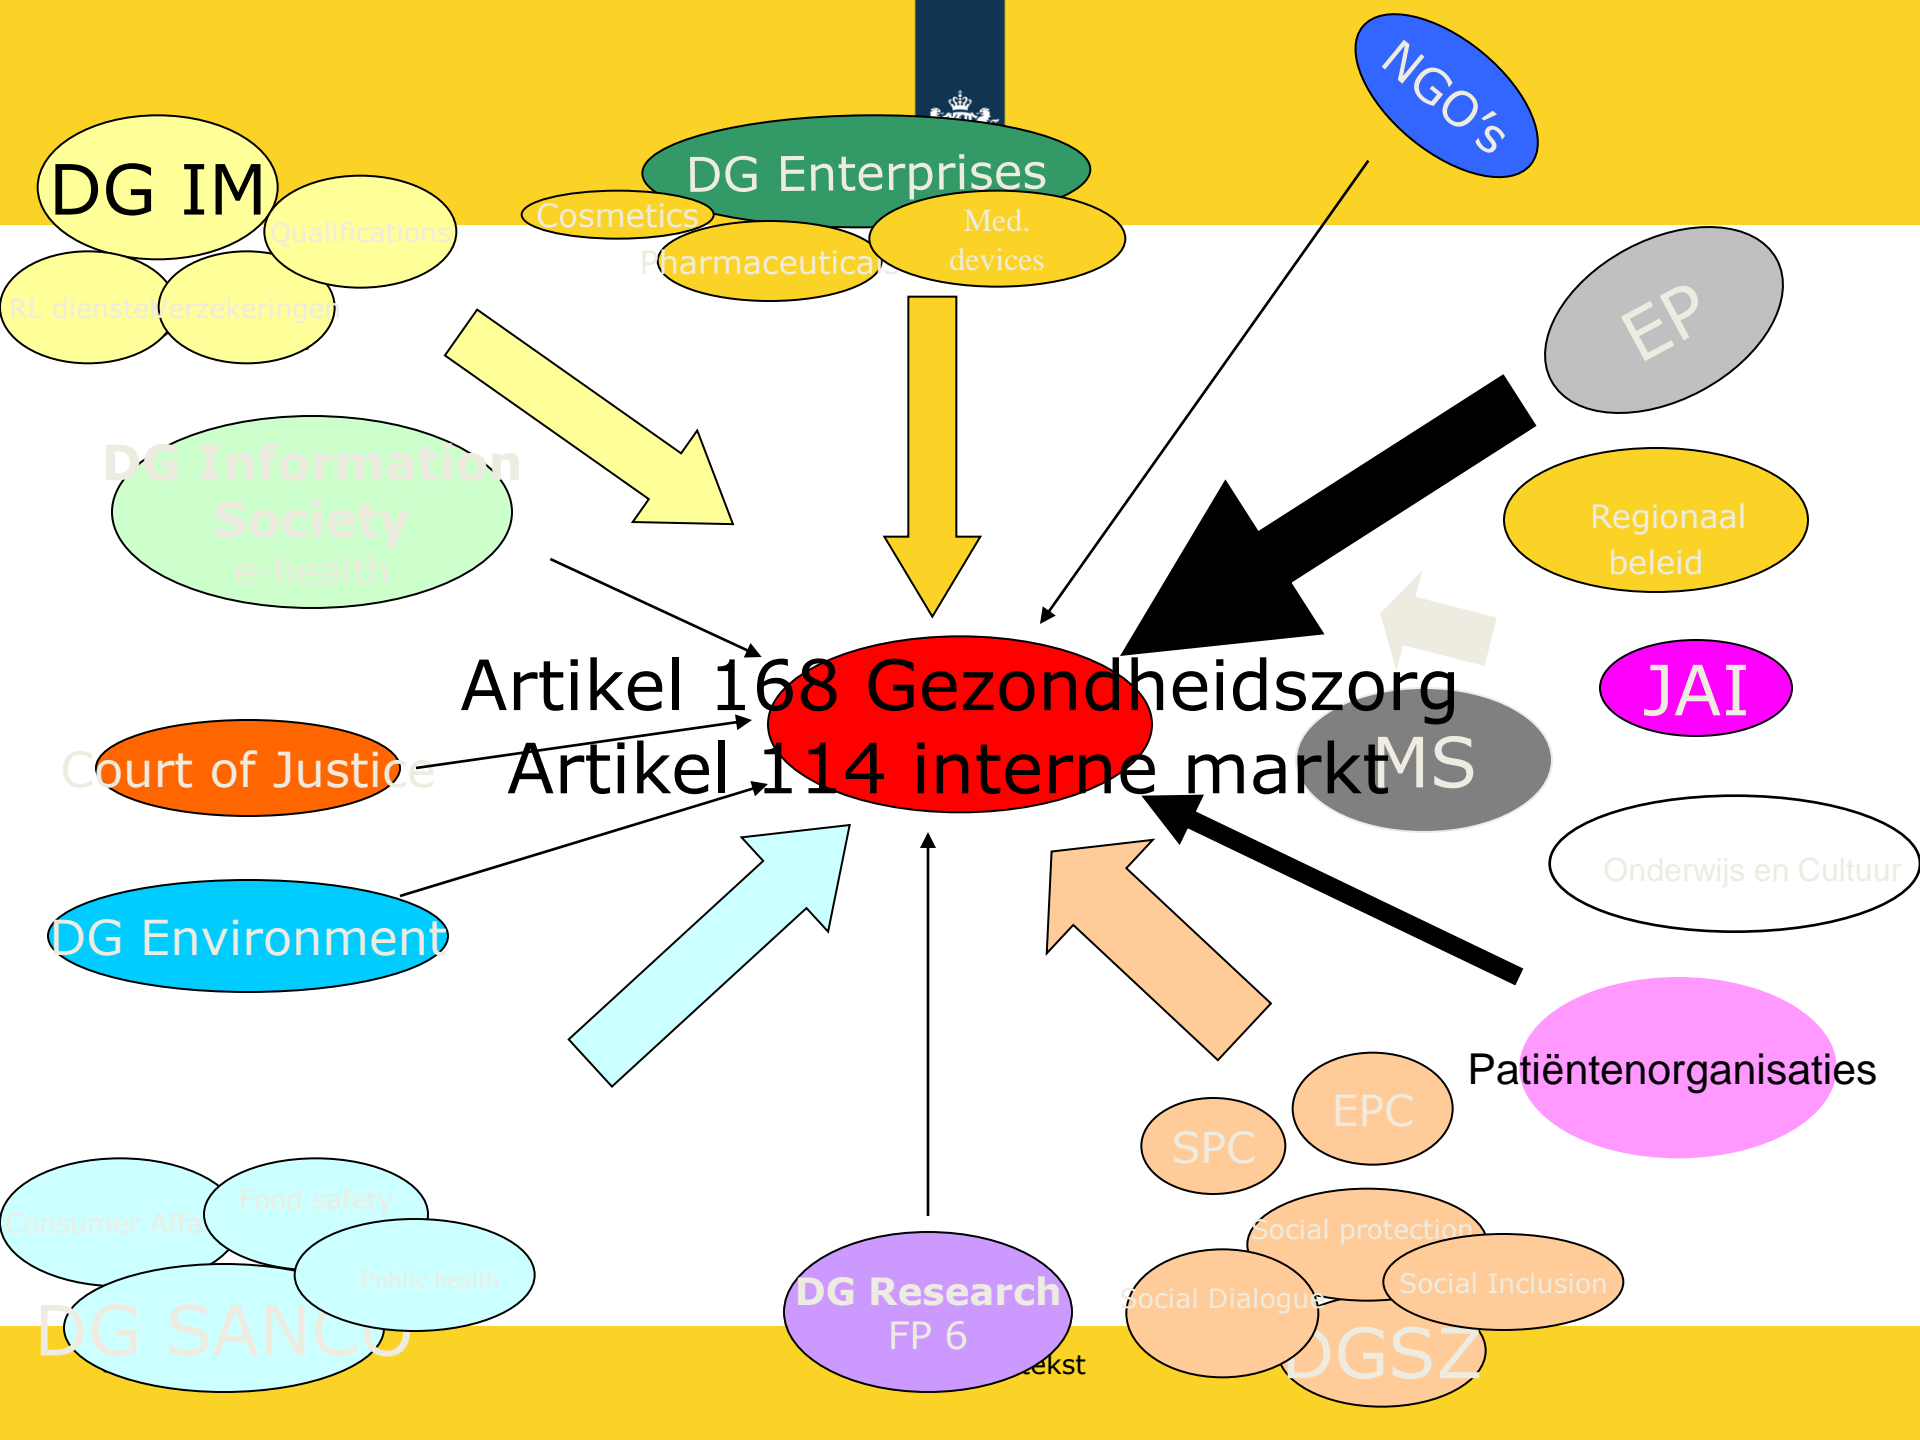 NGO's
DG IM
Qualifications
RL diensten
Verzekeringen
DG Enterprises
Cosmetics
Pharmaceuticals
Med.
devices
EP
DG Information
Society
e-health
Regionaal
beleid
JAI
Artikel 168 Gezondheidszorg
Artikel 114 interne markt
MS
Court of Justice
Onderwijs en Cultuur
DG Environment
Patiëntenorganisaties
EPC
SPC
Consumer Affa
Food safety
Public health
DG SANCO
DG Research
FP 6
Social protection
Social Inclusion
Social Dialogue
DGSZ
tekst